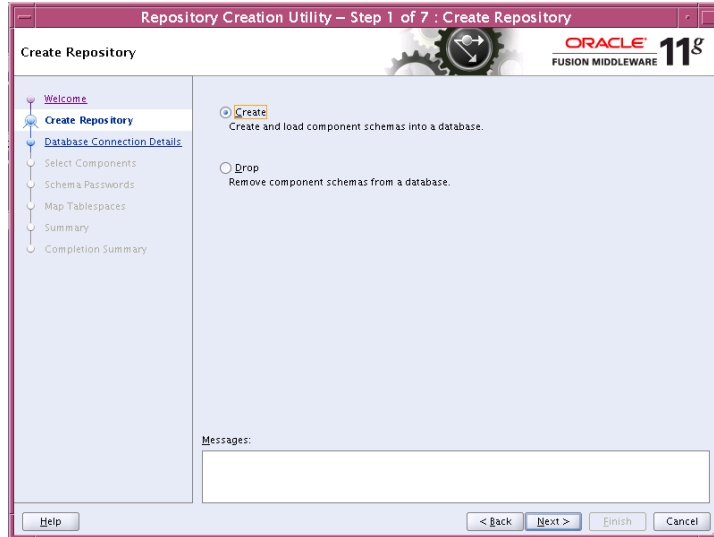 Repository Creation Utility – Step 1 of 7 : Create Repository
Create Repository
ORACLE
FUSION MIDDLEWARE 11g
Welcome
Create Repository
Database Connection Details
Select Components
Schema Passwords
Map Tablespaces
Summary
Completion Summary
Create
Create and load component schemas into a database.
Drop
Remove component schemas from a database.
Messages:
Help
< Back
Next >
Finish
Cancel